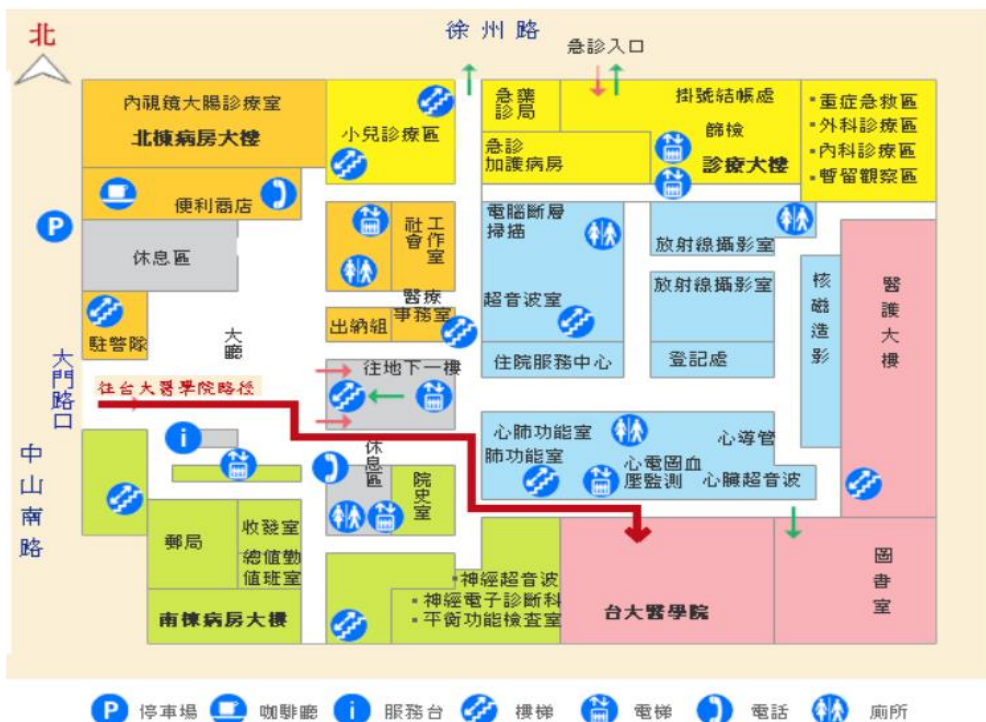 北
徐州路
急診入口
內視鏡大腸診療室
北棟病房大樓
小兒診療區
急診
藥局
掛號結帳處
篩檢
診療大樓
急診
加護病房
▪重症急救區
▪外科診療區
▪內科診療區
▪暫留觀察區
便利商店
P
休息區
社會
工作室
電腦斷層
掃描
放射線攝影室
放射線攝影室
超音波室
核磁造影
醫護大樓
醫療
事務室
出納組
駐警隊
大廳
往地下一樓
住院服務中心
登記處
大門路口
往台大醫學院路徑
中山南路
i
休息區
院史室
心肺功能室
肺功能室
心電圖血
壓監測
心導管
心臟超音波
郵局
收發室
總值勤
值班室
南棟病房大樓
▪神經超音波
▪神經電子診斷科
▪平衡功能檢查室
台大醫學院
圖書室
P 停車場 咖啡廳 i 服務台 樓梯 電梯 電話 廁所